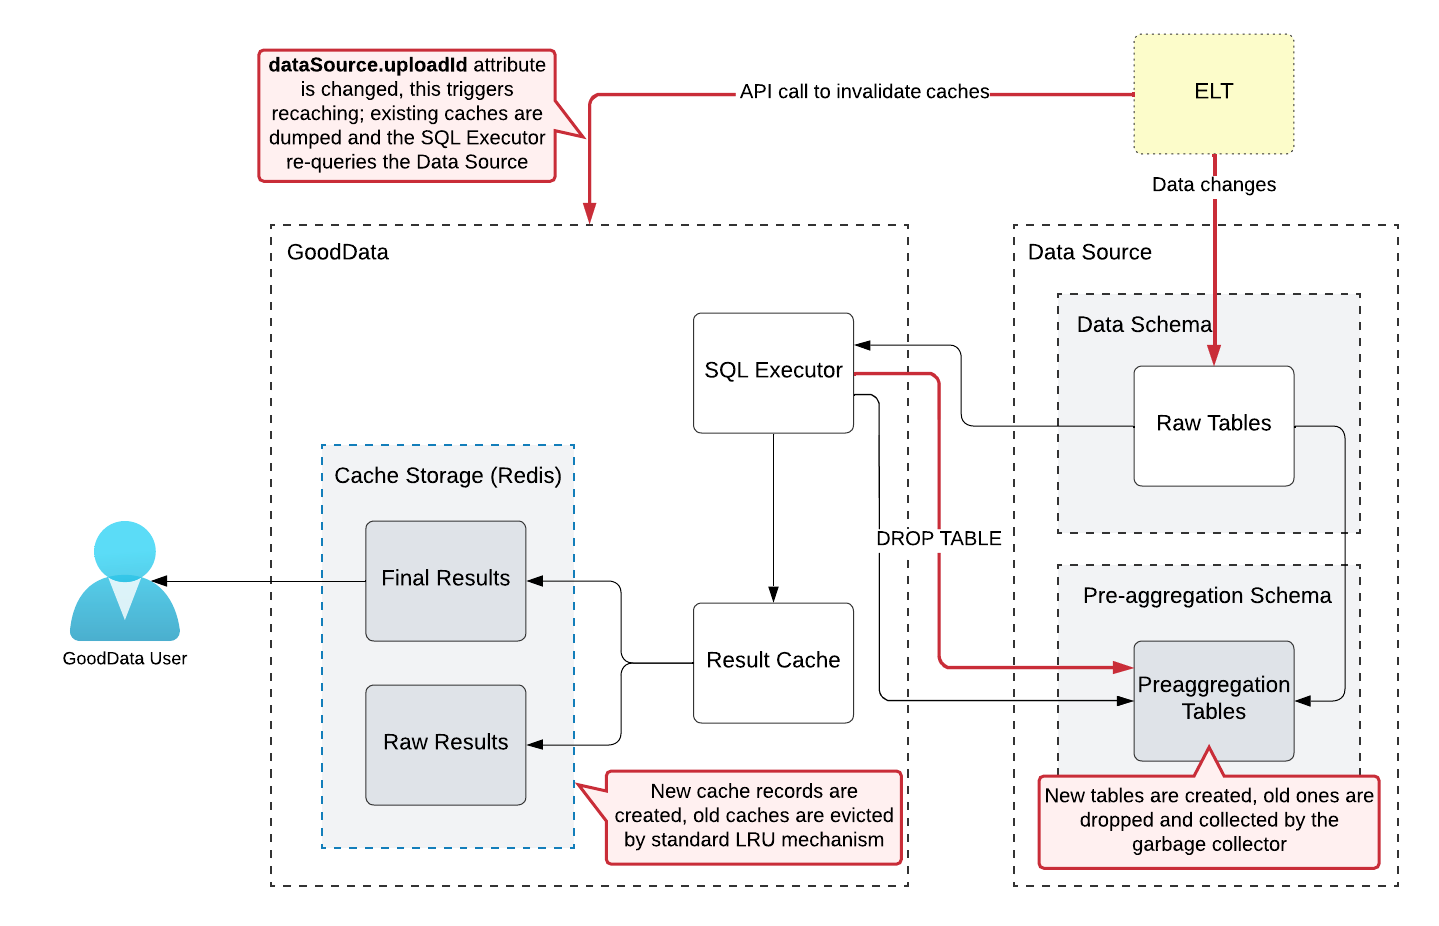 dataSource.uploadId attribute
is changed, this triggers
recaching; existing caches are
dumped and the SQL Executor
re-queries the Data Source
API call to invalidate caches
ELT
Data changes
GoodData
Data Source
Data Schema
SQL Executor
Raw Tables
Cache Storage (Redis)
DROP TABLE
Final Results
Pre-aggregation Schema
GoodData User
Result Cache
Preaggregation
Tables
Raw Results
New cache records are
created, old caches are evicted
by standard LRU mechanism
New tables are created, old ones are
dropped and collected by the
garbage collector